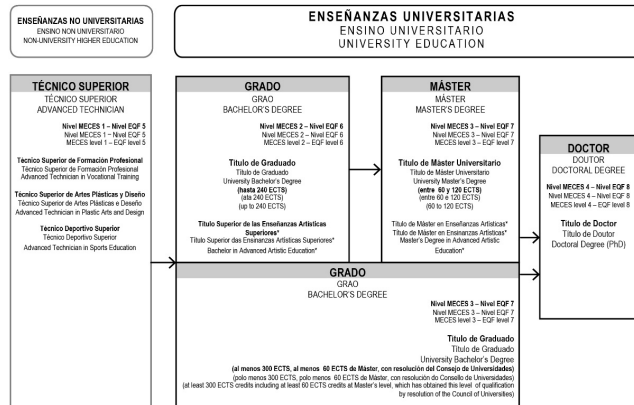 ENSEÑANZAS NO UNIVERSITARIAS
ENSINO NON UNIVERSITARIO
NON-UNIVERSITY HIGHER EDUCATION
ENSEÑANZAS UNIVERSITARIAS
ENSINO UNIVERSITARIO
UNIVERSITY EDUCATION
TÉCNICO SUPERIOR
TÉCNICO SUPERIOR
ADVANCED TECHNICIAN
Nivel MECES 1 – Nivel EQF 5
Nivel MECES 1 – Nivel EQF 5
MECES level 1 – EQF level 5
Técnico Superior de Formación Profesional
Técnico Superior de Formación Profesional
Advanced Technician in Vocational Training
Técnico Superior de Artes Plásticas y Diseño
Técnico Superior de Artes Plásticas e Deseño
Advanced Technician in Plastic Arts and Design
Técnico Deportivo Superior
Técnico Deportivo Superior
Advanced Technician in Sports Education
GRADO
GRAO
BACHELOR'S DEGREE
Nivel MECES 2 – Nivel EQF 6
Nivel MECES 2 – Nivel EQF 6
MECES level 2 – EQF level 6
Título de Graduado
Título de Graduado
University Bachelor's Degree
(hasta 240 ECTS)
(ata 240 ECTS)
(up to 240 ECTS)
Título Superior de las Enseñanzas Artísticas
Superiores*
Título Superior das Ensinanzas Artísticas Superiores*
Bachelor in Advanced Artistic Education*
MÁSTER
MÁSTER
MASTER'S DEGREE
Nivel MECES 3 – Nivel EQF 7
Nivel MECES 3 – Nivel EQF 7
MECES level 3 – EQF level 7
Título de Máster Universitario
Título de Máster Universitario
University Master's Degree
(entre 60 y 120 ECTS)
(entre 60 e 120 ECTS)
(60 to 120 ECTS)
Título de Máster en Enseñanzas Artísticas*
Título de Máster en Ensinanzas Artísticas*
Master's Degree in Advanced Artistic
Education*
DOCTOR
DOUTOR
DOCTORAL DEGREE
Nivel MECES 4 – Nivel EQF 8
Nivel MECES 4 – Nivel EQF 8
MECES level 4 – EQF level 8
Título de Doctor
Título de Doutor
Doctoral Degree (PhD)
GRADO
GRAO
BACHELOR'S DEGREE
Nivel MECES 3 – Nivel EQF 7
Nivel MECES 3 – Nivel EQF 7
MECES level 3 – EQF level 7
Título de Graduado
Título de Graduado
University Bachelor's Degree
(al menos 300 ECTS, al menos 60 ECTS de Máster, con resolución del Consejo de Universidades)
(polo menos 300 ECTS, polo menos 60 ECTS de Máster, con resolución do Consello de Universidades)
(at least 300 ECTS credits including at least 60 ECTS credits at Master's level, which has obtained this level of qualification
by resolution of the Council of Universities)